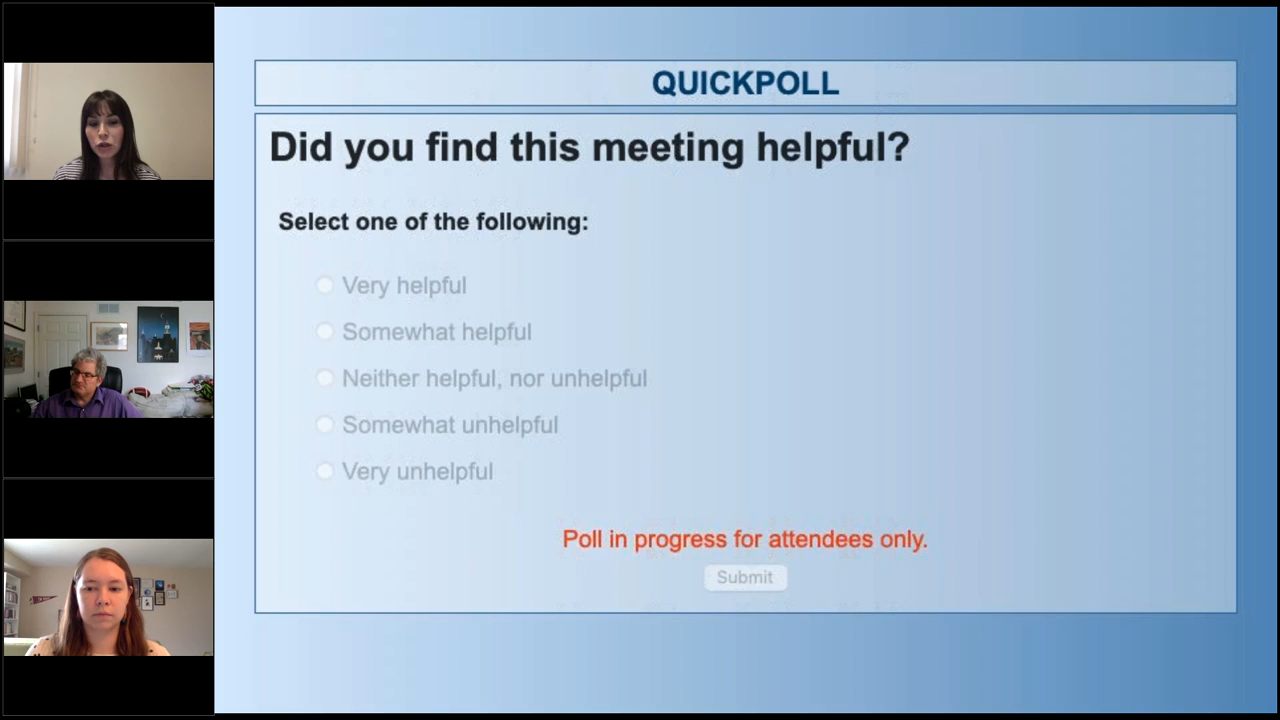 QUICKPOLL
Did you find this meeting helpful?
Select one of the following:
Very helpful
Somewhat helpful
Neither helpful, nor unhelpful
Somewhat unhelpful
Very unhelpful
Poll in progress for attendees only.
Submit